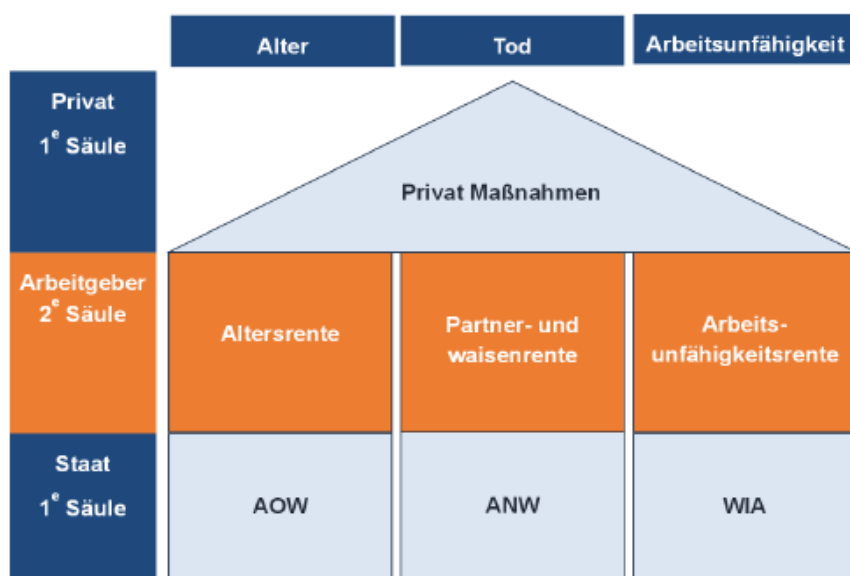 Alter
Tod
Arbeitsunfähigkeit
Privat
1e Säule
Privat Maßnahmen
Arbeitgeber
2e Säule
Altersrente
Partner- und
waisenrente
Arbeits-
unfähigkeitsrente
Staat
1e Säule
AOW
ANW
WIA